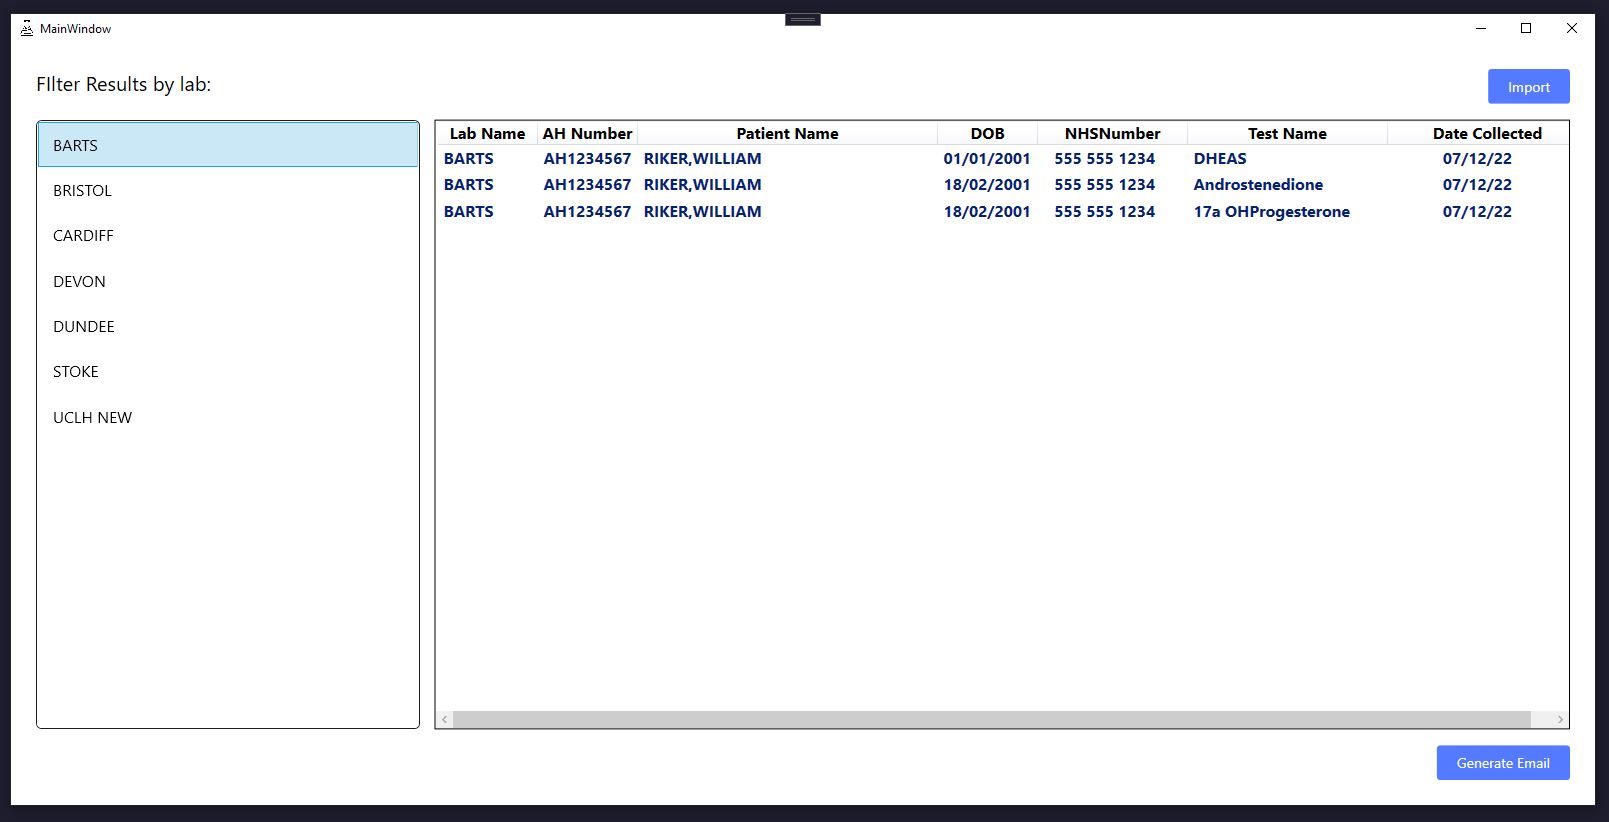 MainWindow
FIlter Results by lab:
Import
BARTS
BRISTOL
CARDIFF
DEVON
DUNDEE
STOKE
UCLH NEW
Lab Name AH Number Patient Name DOB NHSNumber Test Name Date Collected
BARTS AH1234567 RIKER,WILLIAM 01/01/2001 555 555 1234 DHEAS 07/12/22
BARTS AH1234567 RIKER,WILLIAM 18/02/2001 555 555 1234 Androstenedione 07/12/22
BARTS AH1234567 RIKER,WILLIAM 18/02/2001 555 555 1234 17a OHProgesterone 07/12/22
Generate Email